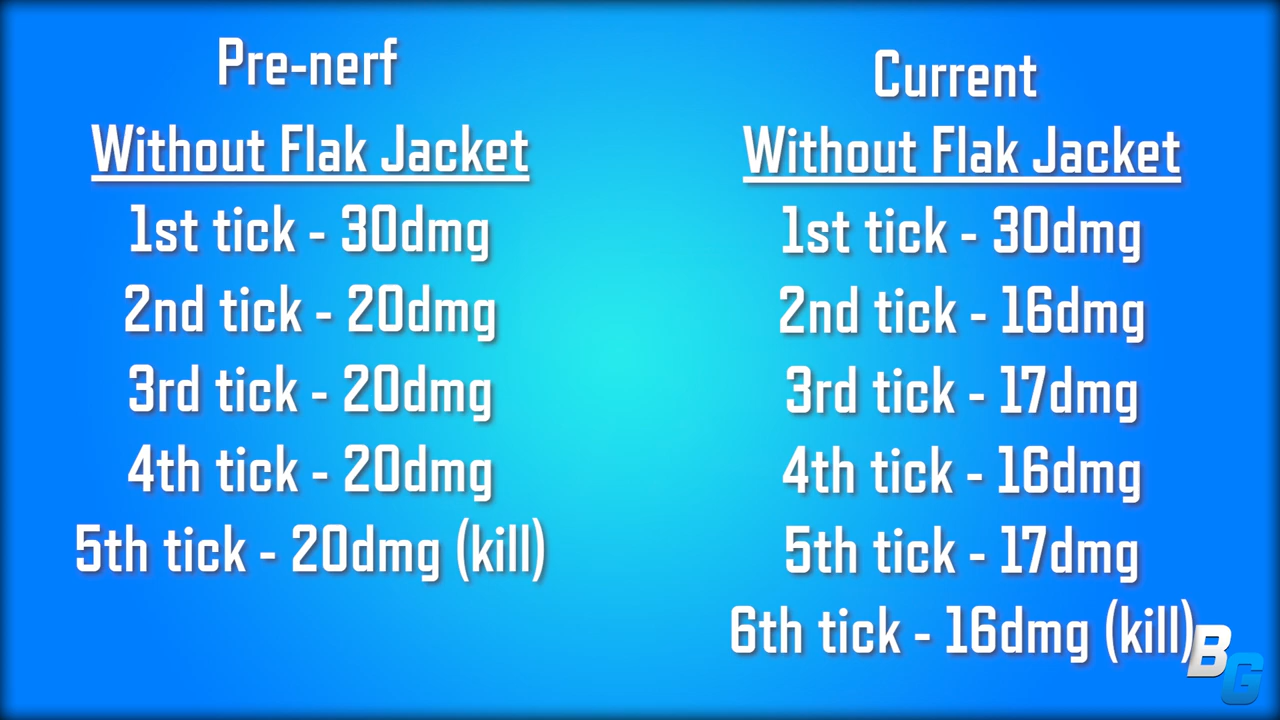 Pre-nerf
Without Flak Jacket
1st tick - 30dmg
2nd tick - 20dmg
3rd tick - 20dmg
4th tick - 20dmg
5th tick - 20dmg (kill)
Current
Without Flak Jacket
1st tick - 30dmg
2nd tick - 16dmg
3rd tick - 17dmg
4th tick - 16dmg
5th tick - 17dmg
6th tick - 16dmg (kill)
BG